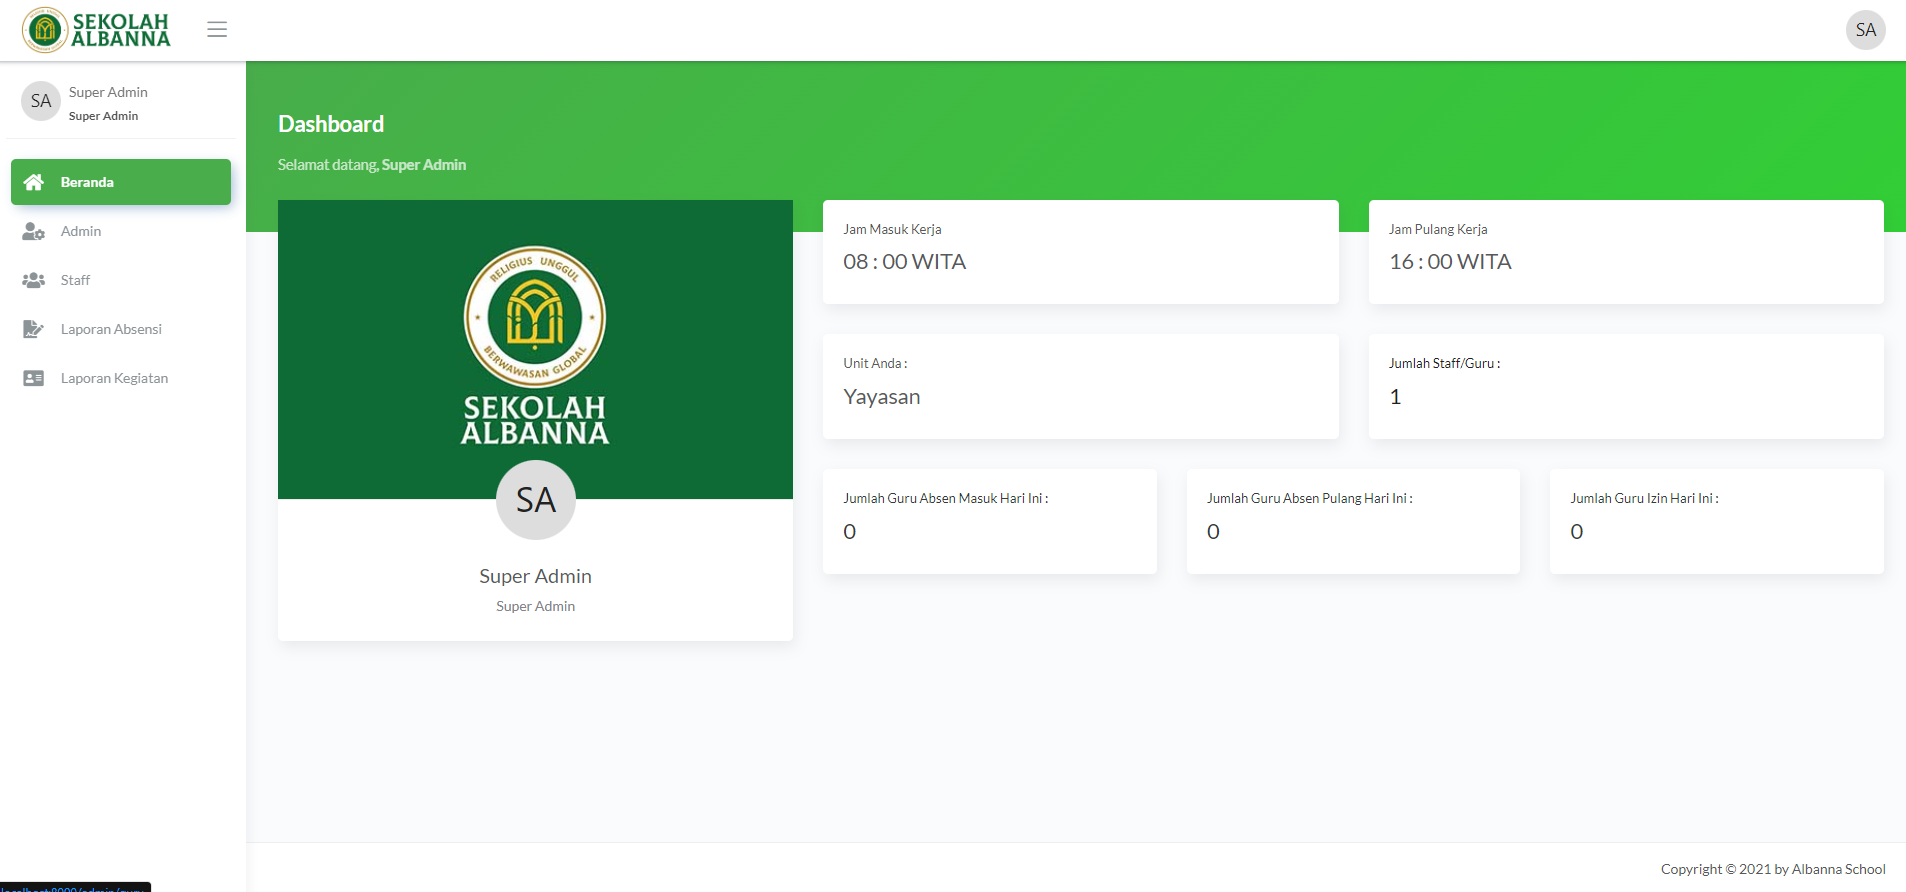 SEKOLAH
ALBANNA
SA
SA
Super Admin
Super Admin
Beranda
Admin
Staff
Laporan Absensi
Laporan Kegiatan
Dashboard
Selamat datang, Super Admin
RELIGIUS UNGGUL
BERWAWASAN GLOBAL
SEKOLAH
ALBANNA
SA
Super Admin
Super Admin
Jam Masuk Kerja
08 : 00 WITA
Jam Pulang Kerja
16 : 00 WITA
Unit Anda :
Yayasan
Jumlah Staff/Guru :
1
Jumlah Guru Absen Masuk Hari Ini :
0
Jumlah Guru Absen Pulang Hari Ini :
0
Jumlah Guru Izin Hari Ini :
0
Copyright © 2021 by Albanna School